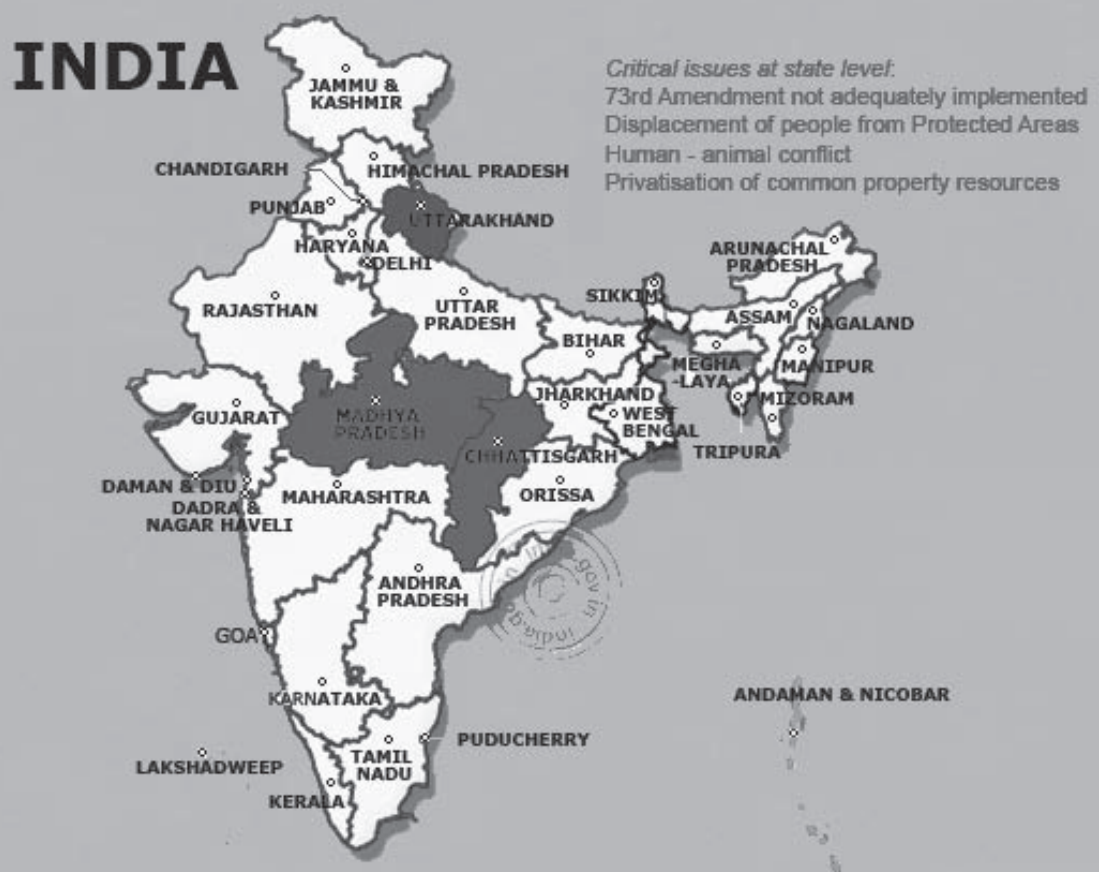 INDIA
Critical issues at state level:
73rd Amendment not adequately implemented
Displacement of people from Protected Areas
Human - animal conflict
Privatisation of common property resources
JAMMU &
KASHMIR
CHANDIGARH
HIMACHAL PRADESH
PUNJAB
UTTARAKHAND
HARYANA
DELHI
RAJASTHAN
UTTAR
PRADESH
SIKKIM
ARUNACHAL
PRADESH
ASSAM
NAGALAND
BIHAR
MEGHA
-LAYA
MANIPUR
JHARKHAND
MIZORAM
GUJARAT
MADHYA
PRADESH
WEST
BENGAL
TRIPURA
CHHATTISGARH
DAMAN & DIU
MAHARASHTRA
ORISSA
DADRA &
NAGAR HAVELI
ANDHRA
PRADESH
india.gov.in
GOA
KARNATAKA
ANDAMAN & NICOBAR
PUDUCHERRY
LAKSHADWEEP
TAMIL
NADU
KERALA